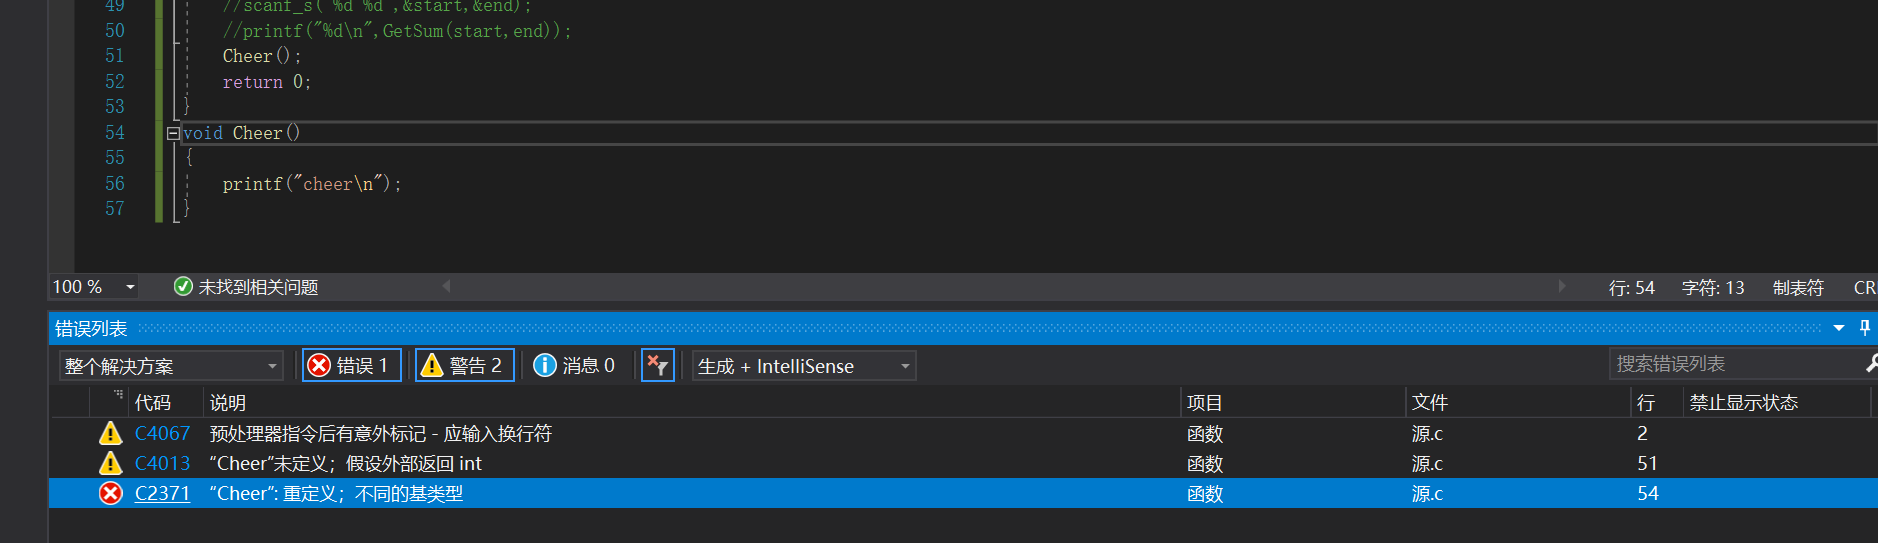 49 //scanf_s("%d %d",&start,&end);
50 //printf("%d\n",GetSum(start,end));
51 Cheer();
52 return 0;
53 }
54 void Cheer()
55 {
56 printf("cheer\n");
57 }
100 % 未找到相关问题 行: 54 字符: 13 制表符 CR
错误列表
整个解决方案 错误 1 警告 2 消息 0 生成 + IntelliSense 搜索错误列表
代码 说明 项目 文件 行 禁止显示状态
C4067 预处理器指令后有意外标记 - 应输入换行符 函数 源.c 2
C4013 “Cheer”未定义；假设外部返回 int 函数 源.c 51
C2371 “Cheer”: 重定义；不同的基类型 函数 源.c 54